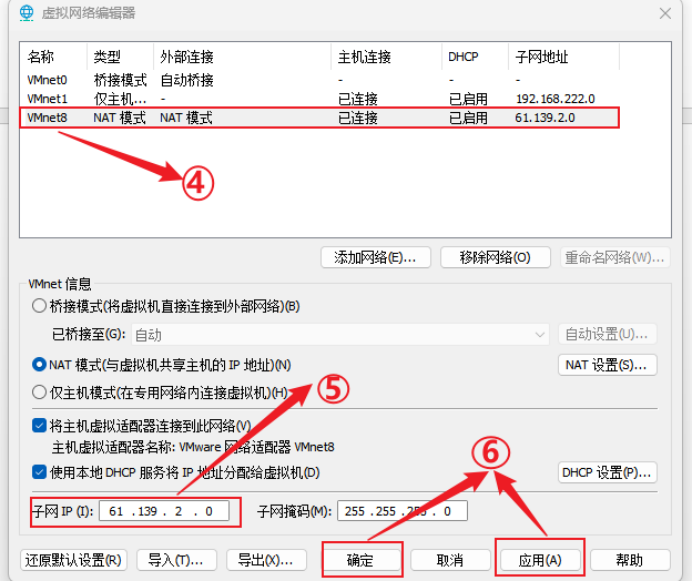 虚拟网络编辑器
名称 类型 外部连接 主机连接 DHCP 子网地址
VMnet0 桥接模式 自动桥接 - - -
VMnet1 仅主机... - 已连接 已启用 192.168.222.0
VMnet8 NAT 模式 NAT 模式 已连接 已启用 61.139.2.0
④
添加网络(E)... 移除网络(O) 重命名网络(W)...
VMnet 信息
桥接模式(将虚拟机直接连接到外部网络)(B)
已桥接至(G): 自动 自动设置(U)...
NAT 模式(与虚拟机共享主机的 IP 地址)(N) NAT 设置(S)...
仅主机模式(在专用网络内连接虚拟机)(H) ⑤
将主机虚拟适配器连接到此网络(V)
主机虚拟适配器名称: VMware 网络适配器 VMnet8
⑥
使用本地 DHCP 服务将 IP 地址分配给虚拟机(D) DHCP 设置(P)...
子网 IP (I): 61 .139 . 2 . 0 子网掩码(M): 255 .255 .255 . 0
还原默认设置(R) 导入(T)... 导出(X)... 确定 取消 应用(A) 帮助